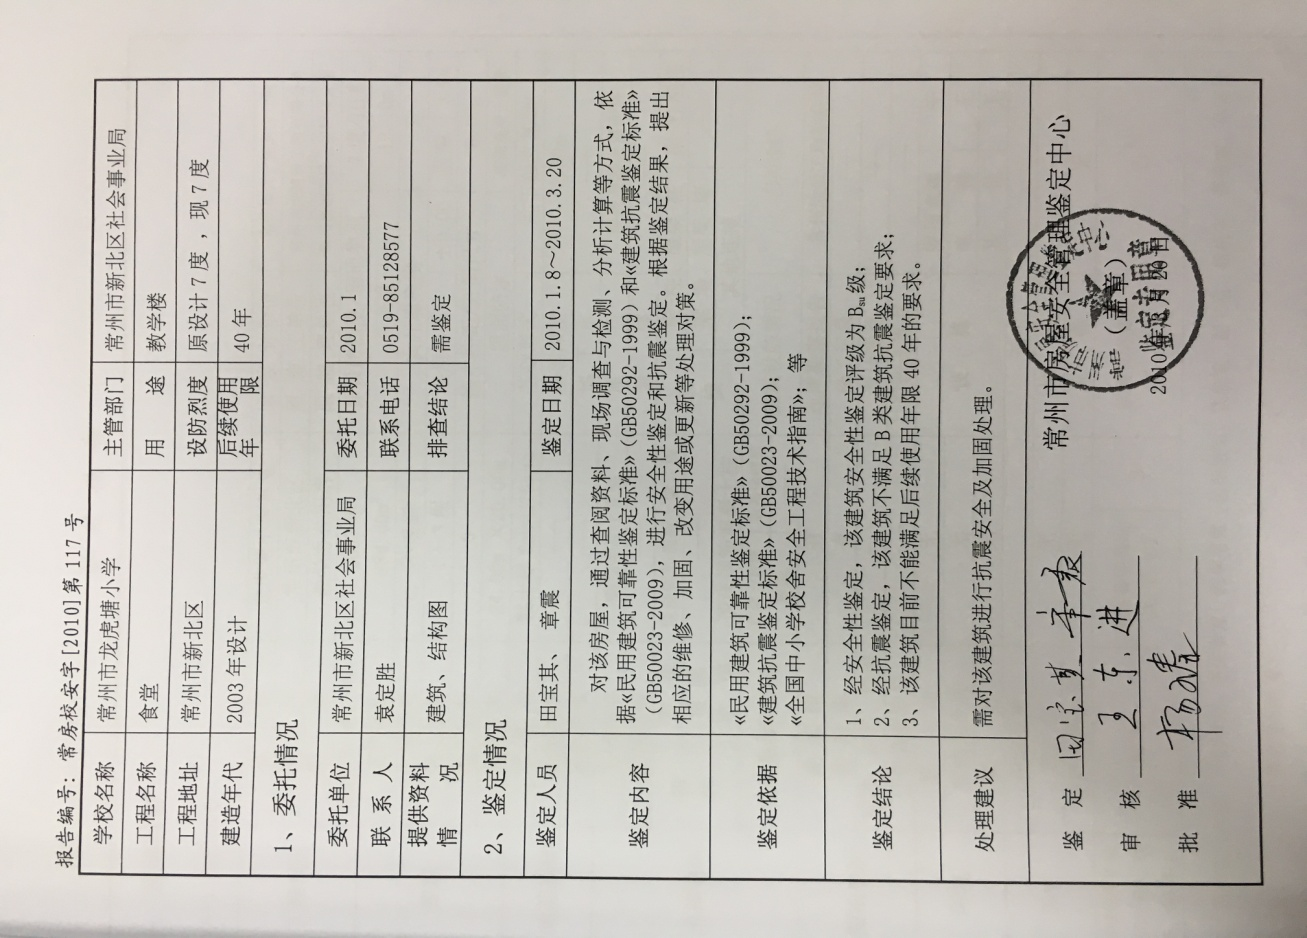 报告编号：常房校安字[2010]第117号
学校名称 常州市龙虎塘小学 主管部门 常州市新北区社会事业局
工程名称 食堂 用途 教学楼
工程地址 常州市新北区 设防烈度 原设计7度，现7度
建造年代 2003年设计 后续使用年限 40年
1、委托情况
委托单位 常州市新北区社会事业局 委托日期 2010.1
联系人 袁定胜 联系电话 0519-85128577
提供资料情况 建筑、结构图 排查结论 需鉴定
2、鉴定情况
鉴定人员 田宝其、章震 鉴定日期 2010.1.8～2010.3.20
鉴定内容
对该房屋，通过查阅资料、现场调查与检测、分析计算等方式，依
据《民用建筑可靠性鉴定标准》（GB50292-1999）和《建筑抗震鉴定标准》
（GB50023-2009），进行安全性鉴定和抗震鉴定。根据鉴定结果，提出
相应的维修、加固、改变用途或更新等处理对策。
鉴定依据
《民用建筑可靠性鉴定标准》（GB50292-1999）；
《建筑抗震鉴定标准》（GB50023-2009）；
《全国中小学校舍安全工程技术指南》；等
鉴定结论
1、经安全性鉴定，该建筑安全性鉴定评级为Bsu级；
2、经抗震鉴定，该建筑不满足B类建筑抗震鉴定要求；
3、该建筑目前不能满足后续使用年限40年的要求。
处理建议 需对该建筑进行抗震安全及加固处理。
常州市房屋安全管理鉴定中心
鉴定 田宝其 章震
（盖章）
审核 王东进
鉴定专用章
2010年3月20日
批准